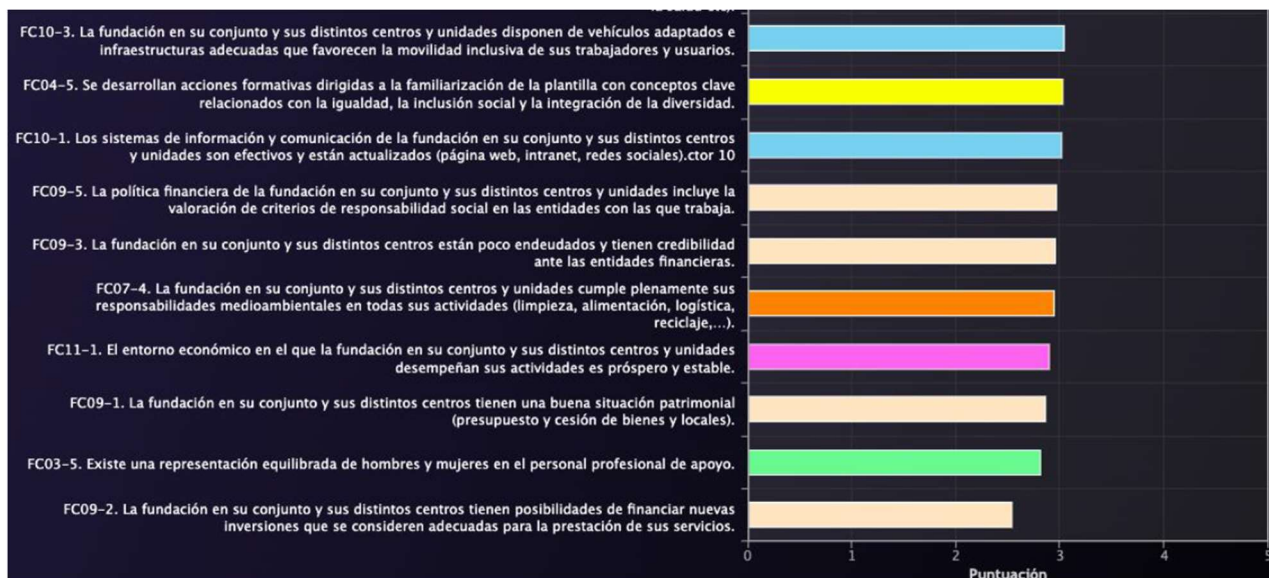 FC10-3. La fundación en su conjunto y sus distintos centros y unidades disponen de vehículos adaptados e
infraestructuras adecuadas que favorecen la movilidad inclusiva de sus trabajadores y usuarios.
FC04-5. Se desarrollan acciones formativas dirigidas a la familiarización de la plantilla con conceptos clave
relacionados con la igualdad, la inclusión social y la integración de la diversidad.
FC10-1. Los sistemas de información y comunicación de la fundación en su conjunto y sus distintos centros
y unidades son efectivos y están actualizados (página web, intranet, redes sociales).ctor 10
FC09-5. La política financiera de la fundación en su conjunto y sus distintos centros y unidades incluye la
valoración de criterios de responsabilidad social en las entidades con las que trabaja.
FC09-3. La fundación en su conjunto y sus distintos centros están poco endeudados y tienen credibilidad
ante las entidades financieras.
FC07-4. La fundación en su conjunto y sus distintos centros y unidades cumple plenamente sus
responsabilidades medioambientales en todas sus actividades (limpieza, alimentación, logística,
reciclaje,...).
FC11-1. El entorno económico en el que la fundación en su conjunto y sus distintos centros y unidades
desempeñan sus actividades es próspero y estable.
FC09-1. La fundación en su conjunto y sus distintos centros tienen una buena situación patrimonial
(presupuesto y cesión de bienes y locales).
FC03-5. Existe una representación equilibrada de hombres y mujeres en el personal profesional de apoyo.
FC09-2. La fundación en su conjunto y sus distintos centros tienen posibilidades de financiar nuevas
inversiones que se consideren adecuadas para la prestación de sus servicios.
0 1 2 3 4 5
Puntuación